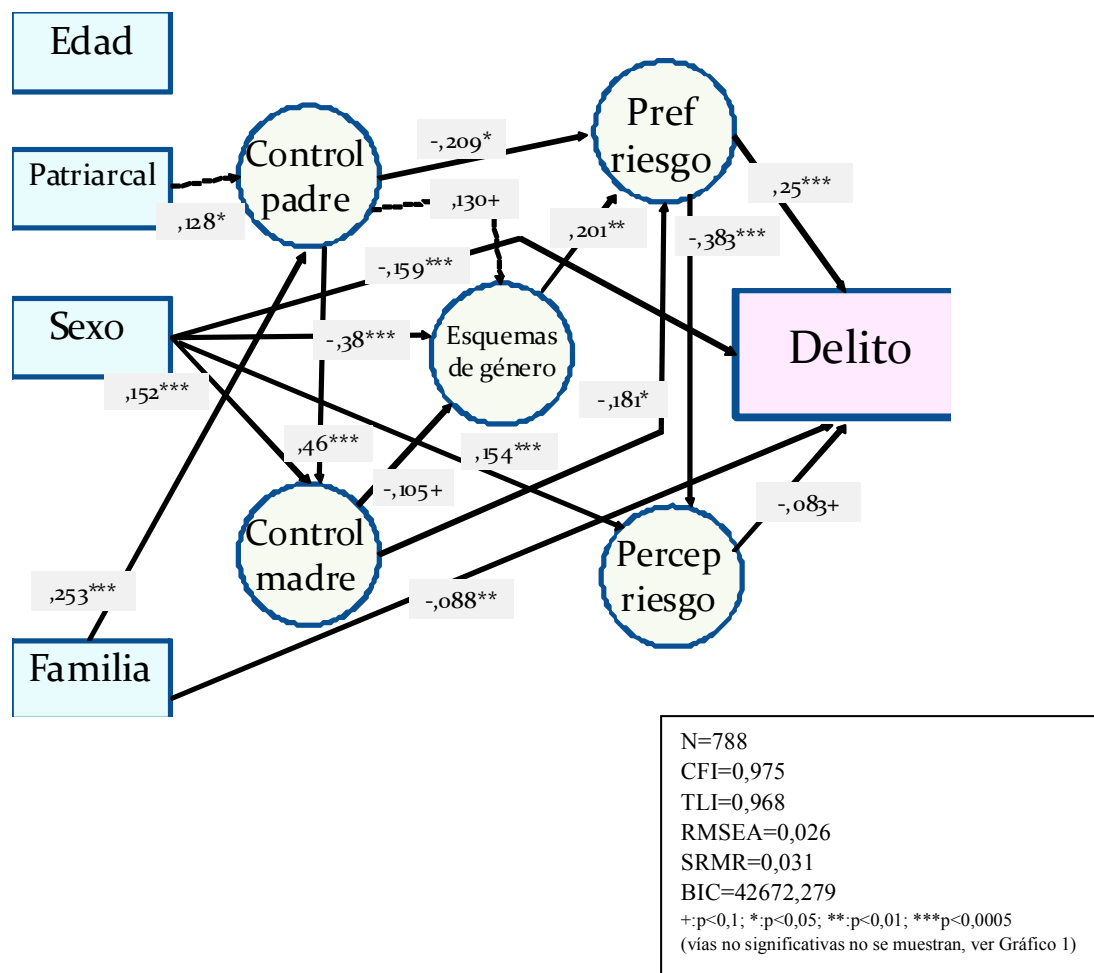 Edad
Pref
riesgo
Control
padre
-,209*
Patriarcal
,25***
,130+
,128*
,201**
-,383***
-,159***
Sexo
Esquemas
de género
-,38***
Delito
,152***
-,181*
,46***
,154***
-,105+
-,083+
Control
madre
Percep
riesgo
,253***
-,088**
Familia
N=788
CFI=0,975
TLI=0,968
RMSEA=0,026
SRMR=0,031
BIC=42672,279
+:p<0,1; *:p<0,05; **:p<0,01; ***p<0,0005
(vías no significativas no se muestran, ver Gráfico 1)